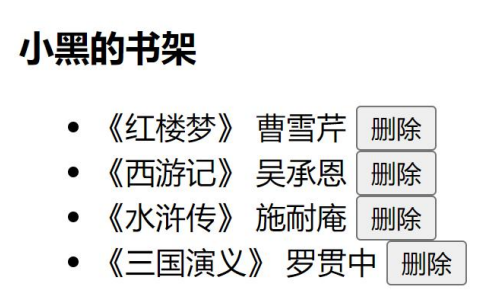 小黑的书架
• 《红楼梦》 曹雪芹 删除
• 《西游记》 吴承恩 删除
• 《水浒传》 施耐庵 删除
• 《三国演义》 罗贯中 删除